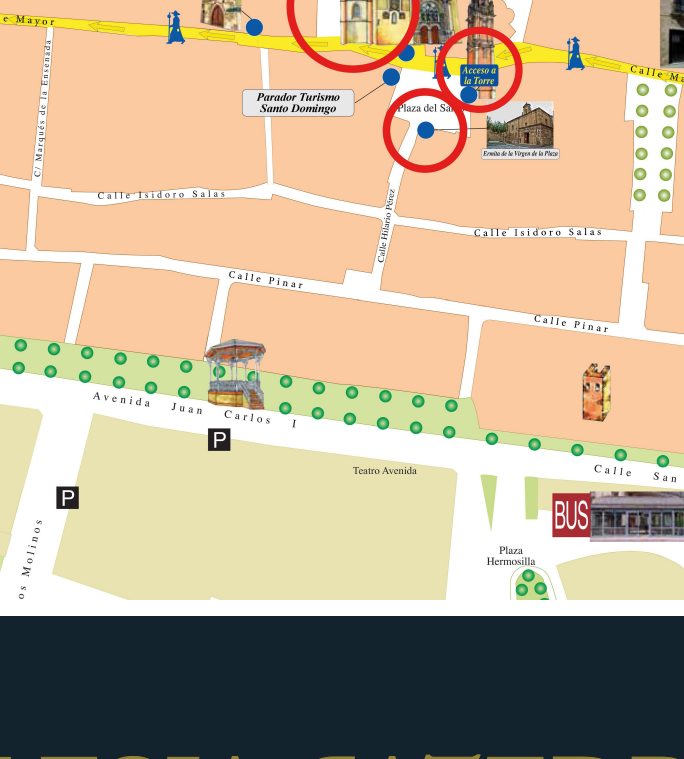 e Mayor
Calle Ma
Acceso a
la Torre
Parador Turismo
Santo Domingo
Plaza del Sa
Ermita de la Virgen de la Plaza
C/. Marqués de la Ensenada
Calle Isidoro Salas
Calle Hilario Pérez
Calle Isidoro Salas
Calle Pinar
Calle Pinar
Avenida Juan Carlos I
P
Teatro Avenida
Calle San
P
BUS
os Molinos
Plaza
Hermosilla